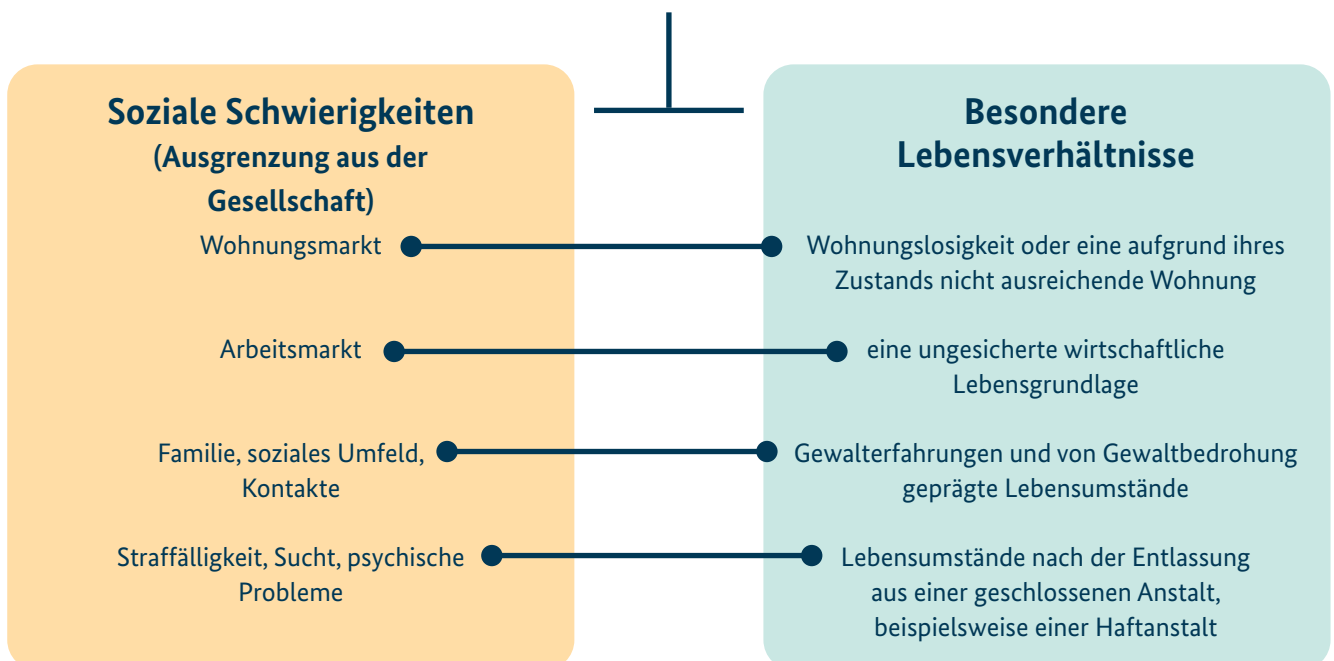 Soziale Schwierigkeiten
(Ausgrenzung aus der
Gesellschaft)
Wohnungsmarkt
Arbeitsmarkt
Familie, soziales Umfeld,
Kontakte
Straffälligkeit, Sucht, psychische
Probleme
Besondere
Lebensverhältnisse
Wohnungslosigkeit oder eine aufgrund ihres
Zustands nicht ausreichende Wohnung
eine ungesicherte wirtschaftliche
Lebensgrundlage
Gewalterfahrungen und von Gewaltbedrohung
geprägte Lebensumstände
Lebensumstände nach der Entlassung
aus einer geschlossenen Anstalt,
beispielsweise einer Haftanstalt